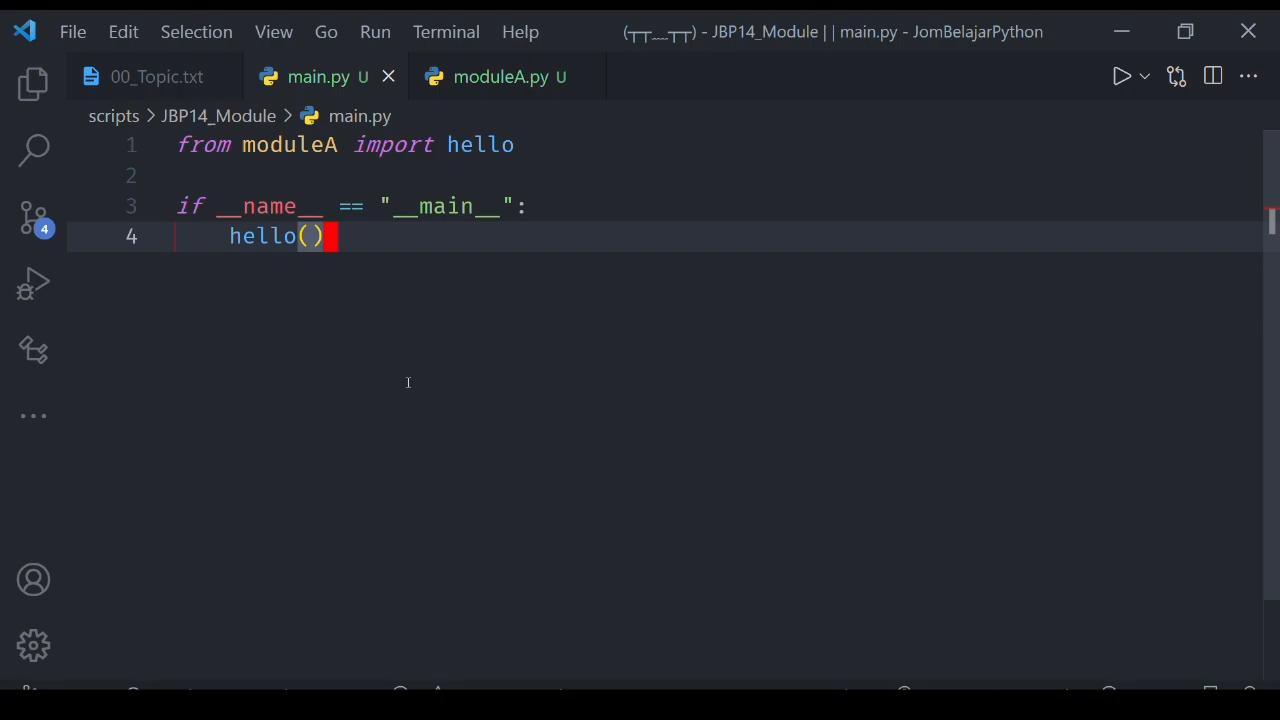 File Edit Selection View Go Run Terminal Help (┬┬﹏┬┬) - JBP14_Module | | main.py - JomBelajarPython
00_Topic.txt main.py U moduleA.py U
scripts > JBP14_Module > main.py
1 from moduleA import hello
2
3 if __name__ == "__main__":
4 hello()
4